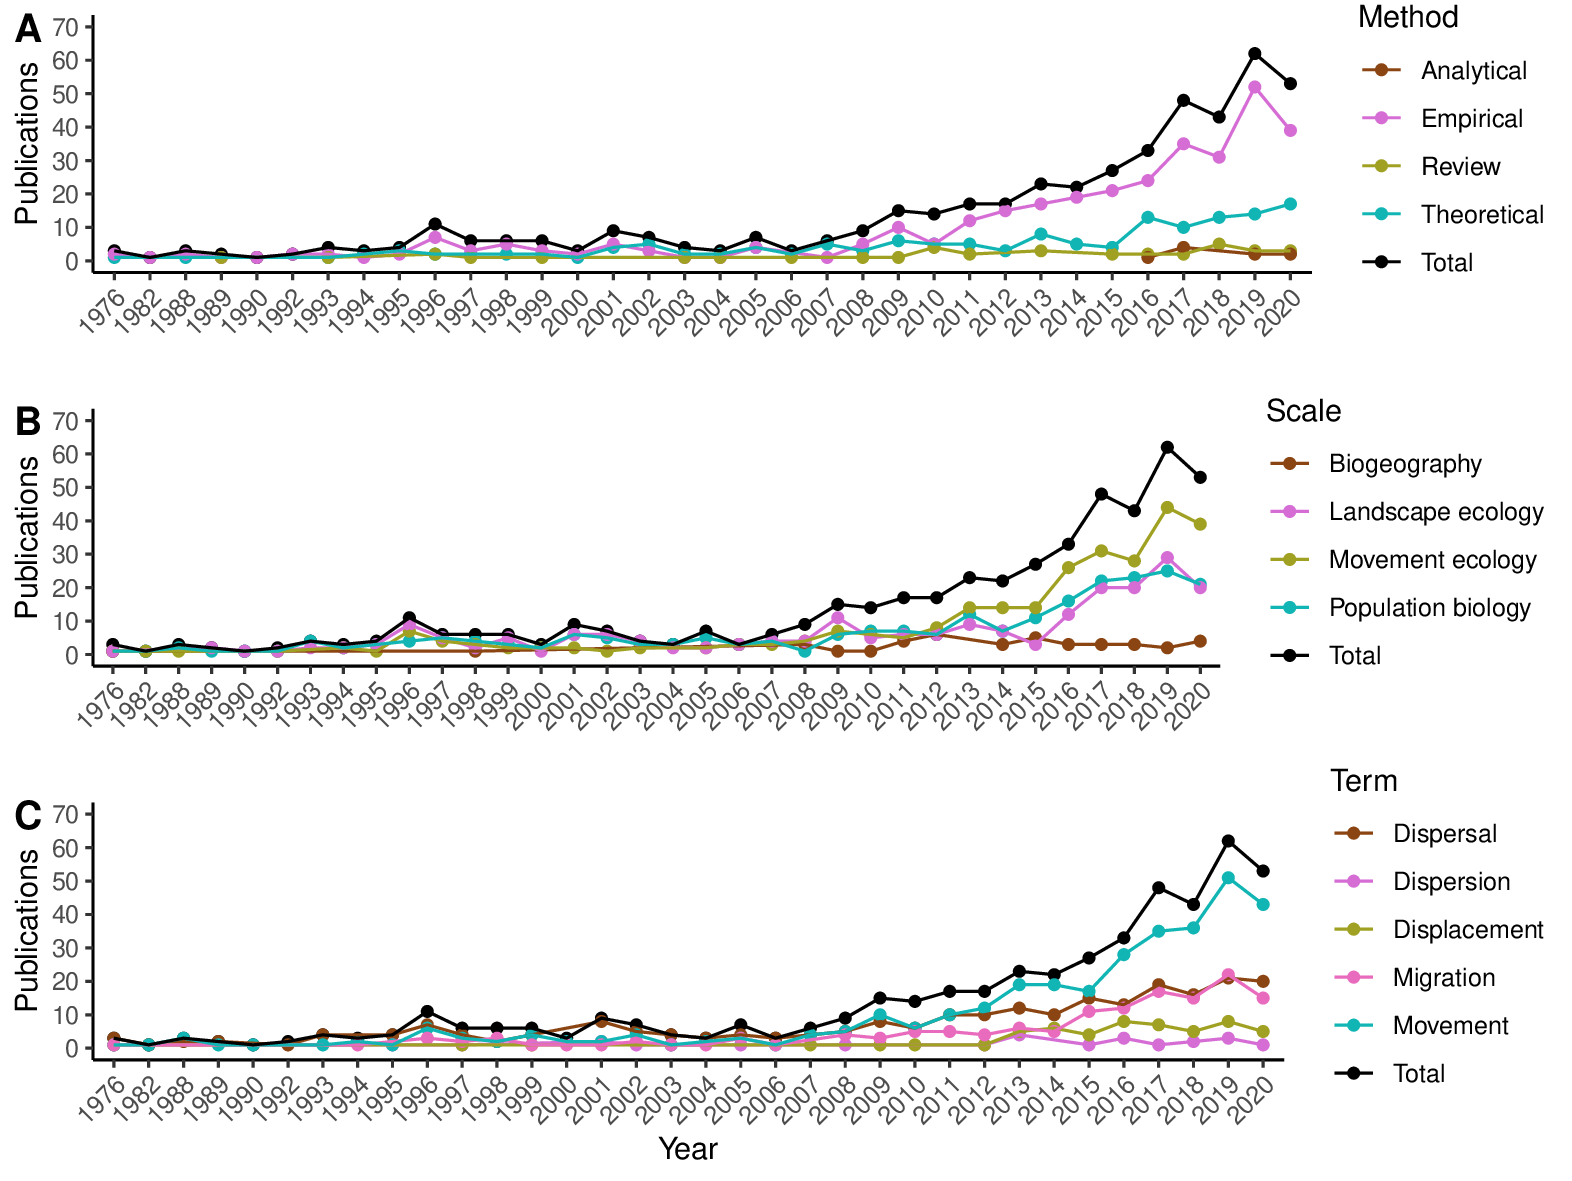 A
Publications
70
60
50
40
30
20
10
0
1976 1982 1988 1989 1990 1992 1993 1994 1995 1996 1997 1998 1999 2000 2001 2002 2003 2004 2005 2006 2007 2008 2009 2010 2011 2012 2013 2014 2015 2016 2017 2018 2019 2020
Method
Analytical
Empirical
Review
Theoretical
Total
B
Publications
70
60
50
40
30
20
10
0
1976 1982 1988 1989 1990 1992 1993 1994 1995 1996 1997 1998 1999 2000 2001 2002 2003 2004 2005 2006 2007 2008 2009 2010 2011 2012 2013 2014 2015 2016 2017 2018 2019 2020
Scale
Biogeography
Landscape ecology
Movement ecology
Population biology
Total
C
Publications
70
60
50
40
30
20
10
0
1976 1982 1988 1989 1990 1992 1993 1994 1995 1996 1997 1998 1999 2000 2001 2002 2003 2004 2005 2006 2007 2008 2009 2010 2011 2012 2013 2014 2015 2016 2017 2018 2019 2020
Year
Term
Dispersal
Dispersion
Displacement
Migration
Movement
Total